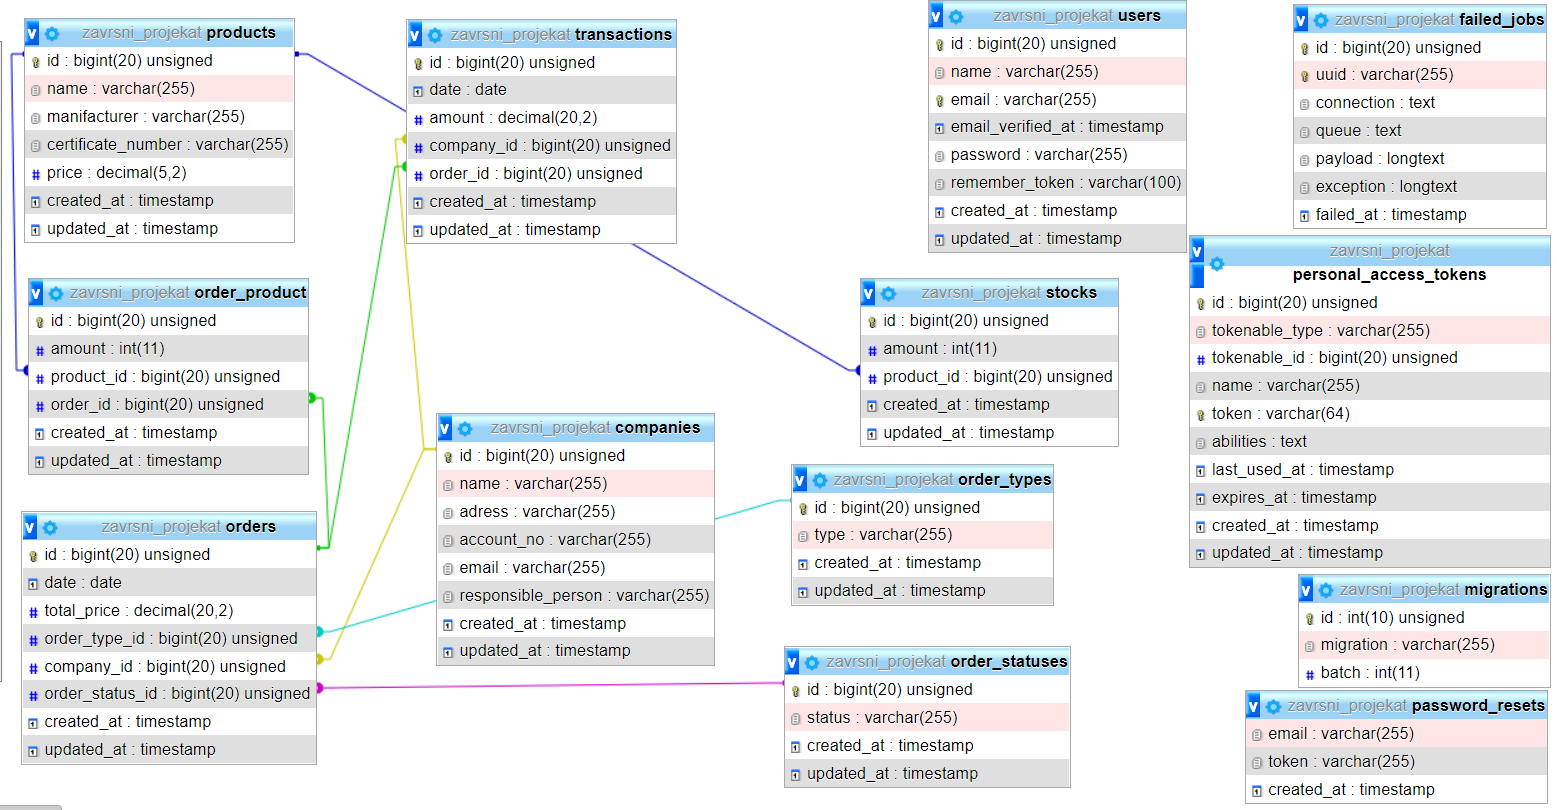 zavrsni_projekat products
id : bigint(20) unsigned
name : varchar(255)
manifacturer : varchar(255)
certificate_number : varchar(255)
price : decimal(5,2)
created_at : timestamp
updated_at : timestamp
zavrsni_projekat transactions
id : bigint(20) unsigned
date : date
amount : decimal(20,2)
company_id : bigint(20) unsigned
order_id : bigint(20) unsigned
created_at : timestamp
updated_at : timestamp
zavrsni_projekat users
id : bigint(20) unsigned
name : varchar(255)
email : varchar(255)
email_verified_at : timestamp
password : varchar(255)
remember_token : varchar(100)
created_at : timestamp
updated_at : timestamp
zavrsni_projekat failed_jobs
id : bigint(20) unsigned
uuid : varchar(255)
connection : text
queue : text
payload : longtext
exception : longtext
failed_at : timestamp
zavrsni_projekat order_product
id : bigint(20) unsigned
amount : int(11)
product_id : bigint(20) unsigned
order_id : bigint(20) unsigned
created_at : timestamp
updated_at : timestamp
zavrsni_projekat stocks
id : bigint(20) unsigned
amount : int(11)
product_id : bigint(20) unsigned
created_at : timestamp
updated_at : timestamp
zavrsni_projekat
personal_access_tokens
id : bigint(20) unsigned
tokenable_type : varchar(255)
tokenable_id : bigint(20) unsigned
name : varchar(255)
token : varchar(64)
abilities : text
last_used_at : timestamp
expires_at : timestamp
created_at : timestamp
updated_at : timestamp
zavrsni_projekat orders
id : bigint(20) unsigned
date : date
total_price : decimal(20,2)
order_type_id : bigint(20) unsigned
company_id : bigint(20) unsigned
order_status_id : bigint(20) unsigned
created_at : timestamp
updated_at : timestamp
zavrsni_projekat companies
id : bigint(20) unsigned
name : varchar(255)
adress : varchar(255)
account_no : varchar(255)
email : varchar(255)
responsible_person : varchar(255)
created_at : timestamp
updated_at : timestamp
zavrsni_projekat order_types
id : bigint(20) unsigned
type : varchar(255)
created_at : timestamp
updated_at : timestamp
zavrsni_projekat order_statuses
id : bigint(20) unsigned
status : varchar(255)
created_at : timestamp
updated_at : timestamp
zavrsni_projekat migrations
id : int(10) unsigned
migration : varchar(255)
batch : int(11)
zavrsni_projekat password_resets
email : varchar(255)
token : varchar(255)
created_at : timestamp